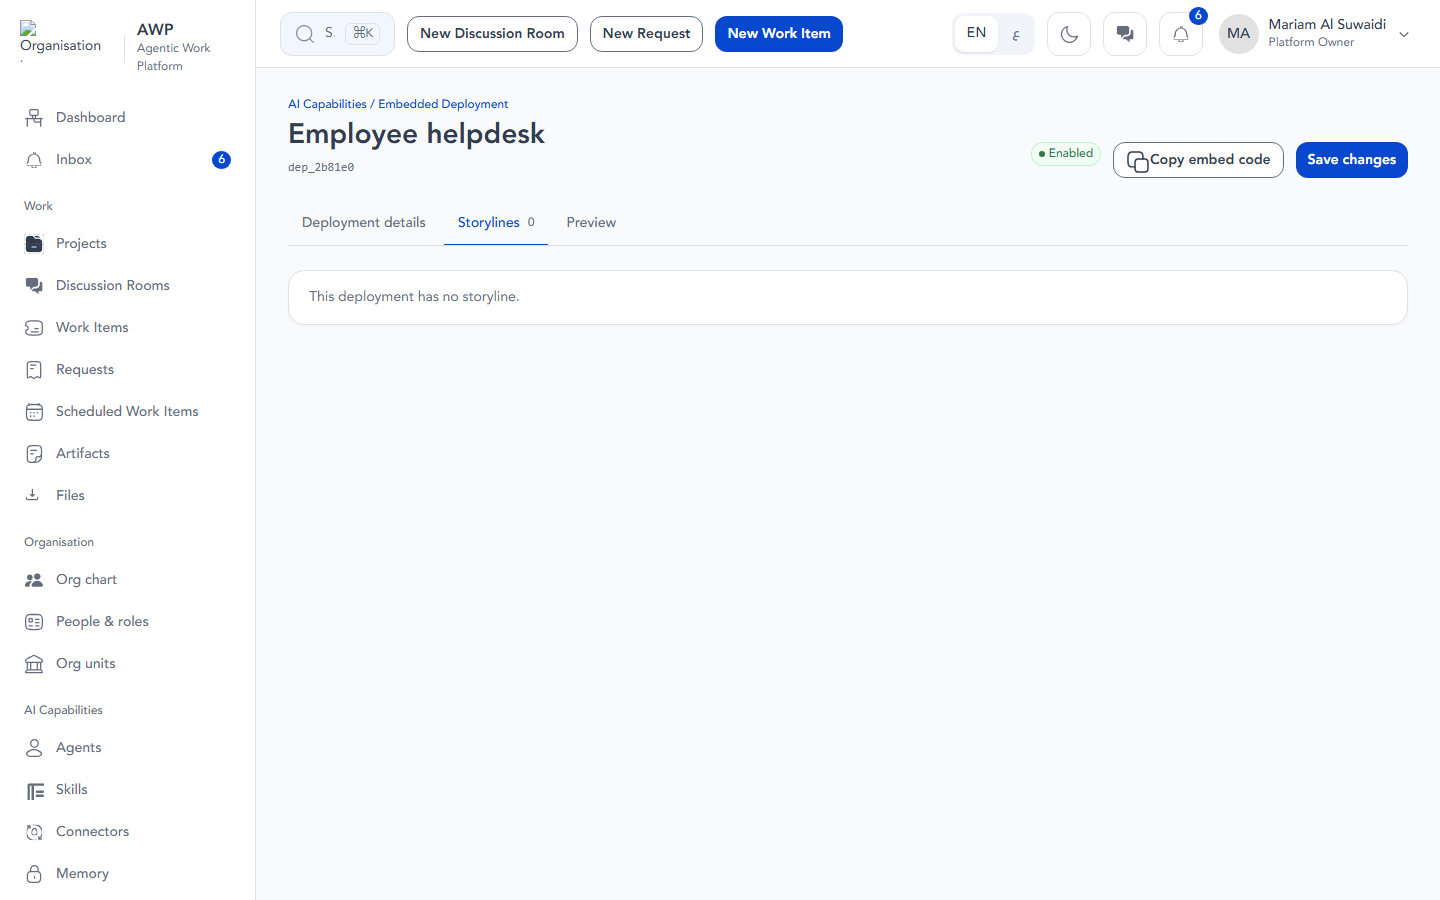 Organisation
AWP
Agentic Work
Platform
Dashboard
Inbox 6
Work
Projects
Discussion Rooms
Work Items
Requests
Scheduled Work Items
Artifacts
Files
Organisation
Org chart
People & roles
Org units
AI Capabilities
Agents
Skills
Connectors
Memory
S. ⌘K
New Discussion Room
New Request
New Work Item
EN
ع
6
MA
Mariam Al Suwaidi
Platform Owner
AI Capabilities / Embedded Deployment
Employee helpdesk
dep_2b81e0
Enabled
Copy embed code
Save changes
Deployment details
Storylines 0
Preview
This deployment has no storyline.